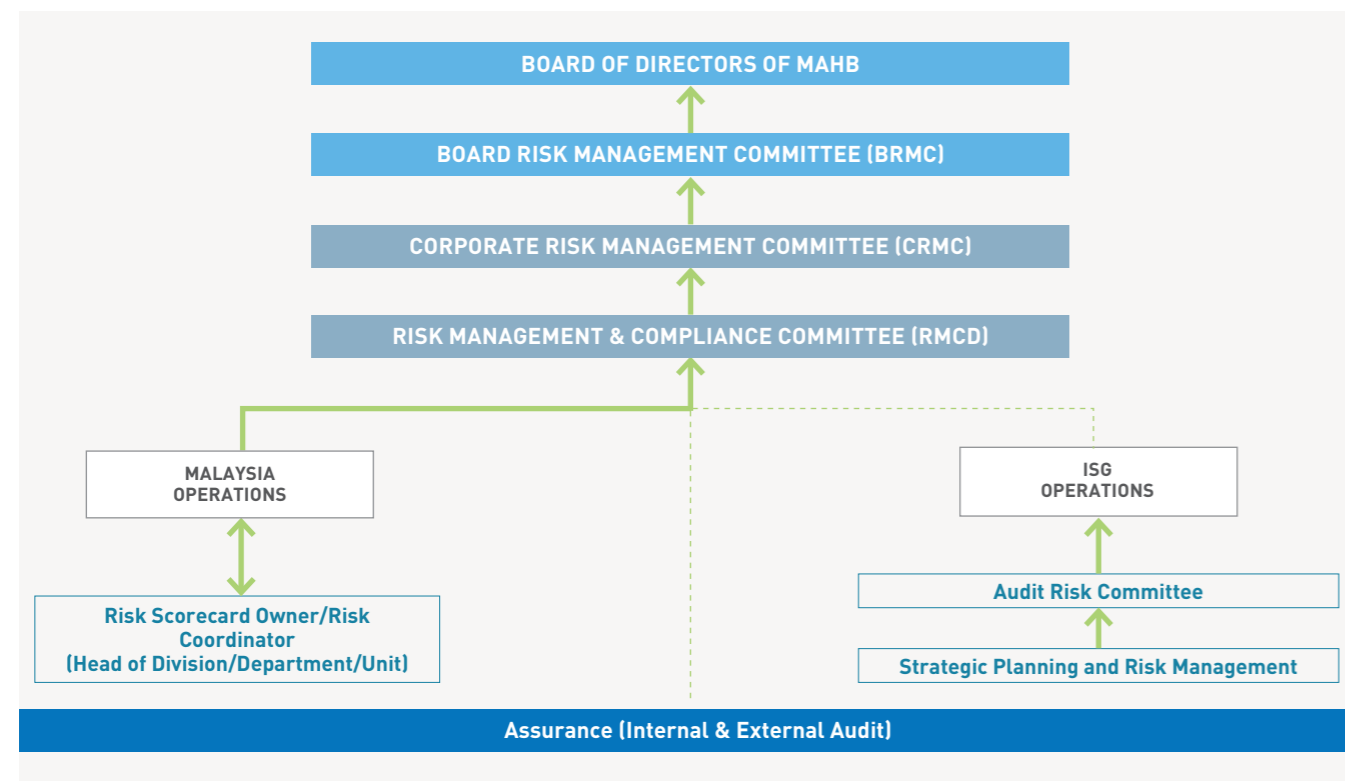 BOARD OF DIRECTORS OF MAHB
BOARD RISK MANAGEMENT COMMITTEE (BRMC)
CORPORATE RISK MANAGEMENT COMMITTEE (CRMC)
RISK MANAGEMENT & COMPLIANCE COMMITTEE (RMCD)
MALAYSIA
OPERATIONS
Risk Scorecard Owner/Risk
Coordinator
(Head of Division/Department/Unit)
ISG
OPERATIONS
Audit Risk Committee
Strategic Planning and Risk Management
Assurance (Internal & External Audit)